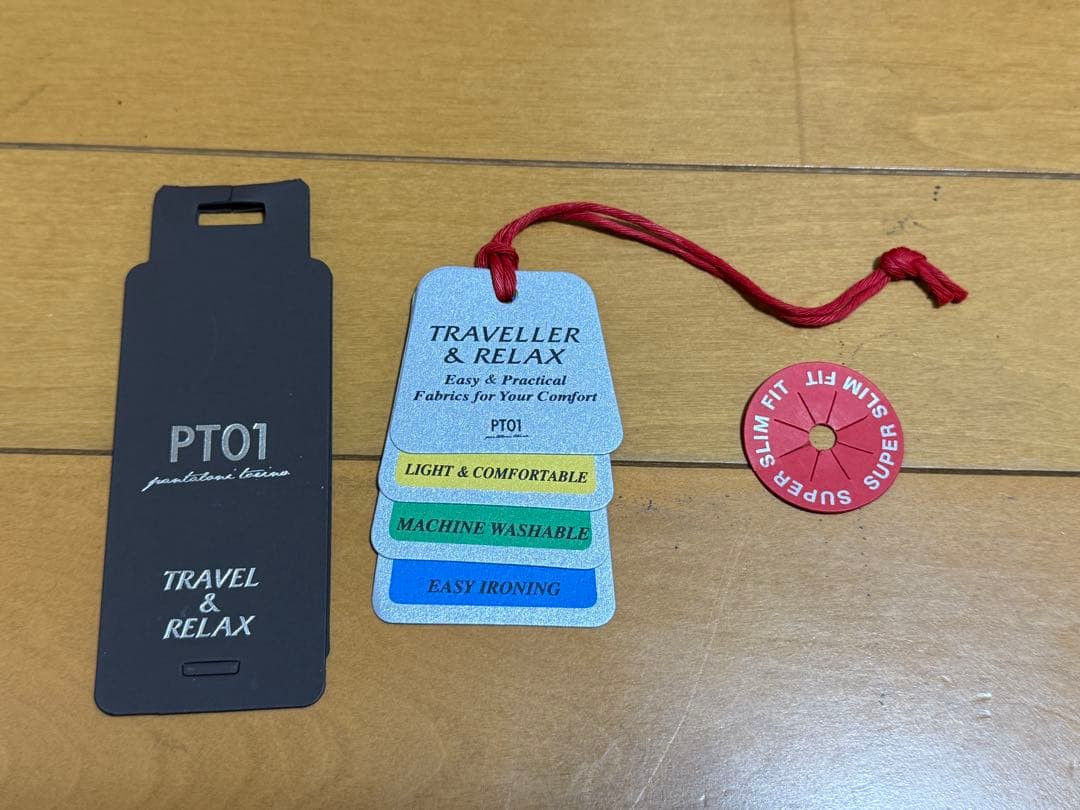 PT01
pantaloni torino
TRAVEL
&
RELAX
TRAVELLER
& RELAX
Easy & Practical
Fabrics for Your Comfort
PT01
LIGHT & COMFORTABLE
MACHINE WASHABLE
EASY IRONING
SUPER SLIM FIT SUPER SLIM FIT